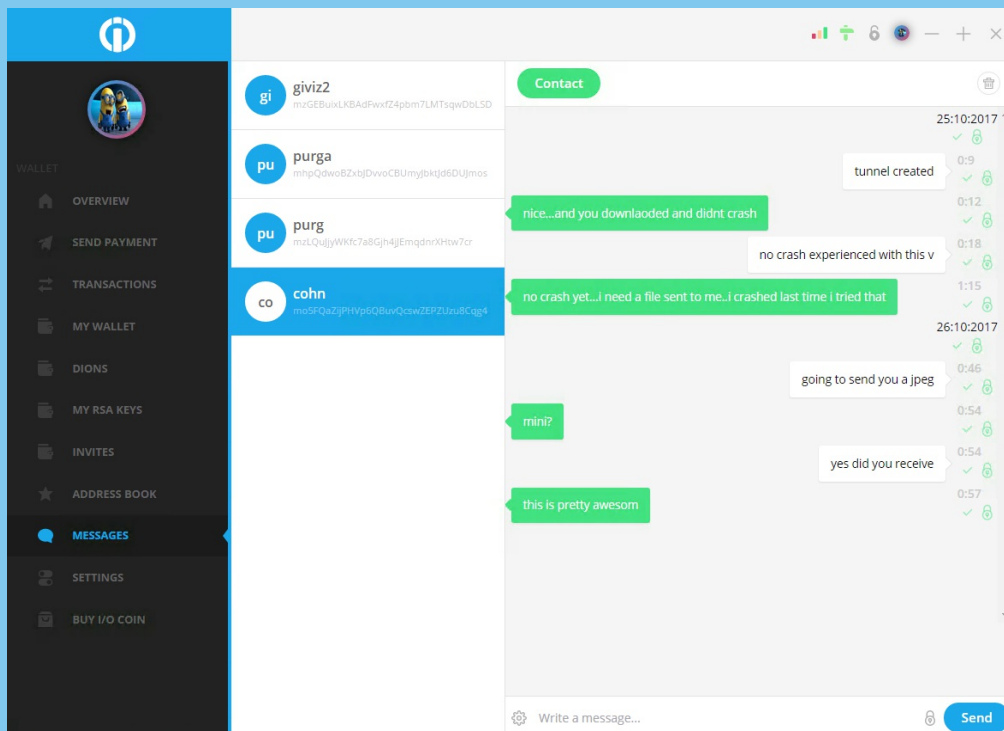 WALLET
OVERVIEW
SEND PAYMENT
TRANSACTIONS
MY WALLET
DIONS
MY RSA KEYS
INVITES
ADDRESS BOOK
MESSAGES
SETTINGS
BUY I/O COIN
gi
giviz2
pu
purga
pu
purg
co
cohn
Contact
25:10:2017
tunnel created
0:9
nice...and you downlaoded and didnt crash
0:12
no crash experienced with this v
0:18
no crash yet...i need a file sent to me..i crashed last time i tried that
1:15
26:10:2017
going to send you a jpeg
0:46
mini?
0:54
yes did you receive
0:54
this is pretty awesom
0:57
Write a message...
Send